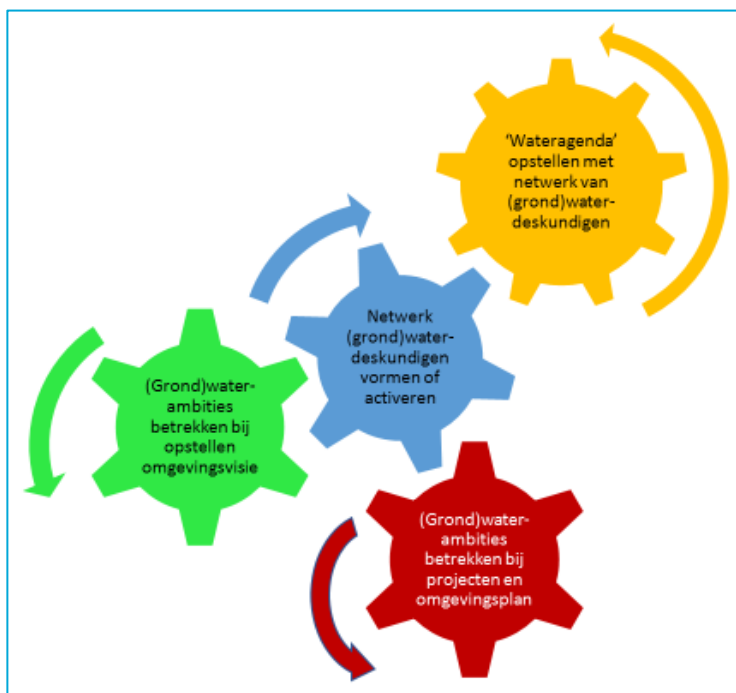 'Wateragenda'
opstellen met
netwerk van
(grond)water-
deskundigen
Netwerk
(grond)water-
deskundigen
vormen of
activeren
(Grond)water-
ambities
betrekken bij
opstellen
omgevingsvisie
(Grond)water-
ambities
betrekken bij
projecten en
omgevingsplan